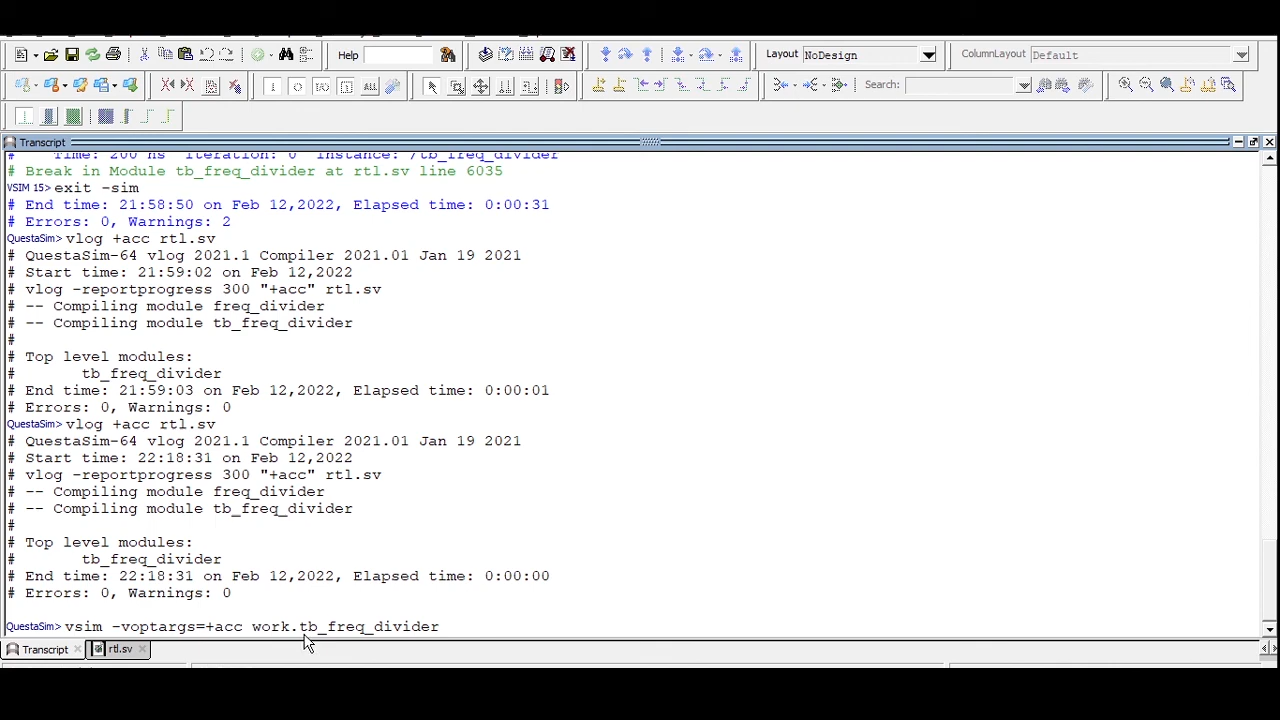 Help
Layout NoDesign
ColumnLayout Default
ALL
Search:
Transcript
# Time: 200 ns Iteration: 0 Instance: /tb_freq_divider
# Break in Module tb_freq_divider at rtl.sv line 6035
VSIM 15> exit -sim
# End time: 21:58:50 on Feb 12,2022, Elapsed time: 0:00:31
# Errors: 0, Warnings: 2
QuestaSim> vlog +acc rtl.sv
# QuestaSim-64 vlog 2021.1 Compiler 2021.01 Jan 19 2021
# Start time: 21:59:02 on Feb 12,2022
# vlog -reportprogress 300 "+acc" rtl.sv
# -- Compiling module freq_divider
# -- Compiling module tb_freq_divider
#
# Top level modules:
# tb_freq_divider
# End time: 21:59:03 on Feb 12,2022, Elapsed time: 0:00:01
# Errors: 0, Warnings: 0
QuestaSim> vlog +acc rtl.sv
# QuestaSim-64 vlog 2021.1 Compiler 2021.01 Jan 19 2021
# Start time: 22:18:31 on Feb 12,2022
# vlog -reportprogress 300 "+acc" rtl.sv
# -- Compiling module freq_divider
# -- Compiling module tb_freq_divider
#
# Top level modules:
# tb_freq_divider
# End time: 22:18:31 on Feb 12,2022, Elapsed time: 0:00:00
# Errors: 0, Warnings: 0
QuestaSim> vsim -voptargs=+acc work.tb_freq_divider
Transcript
rtl.sv